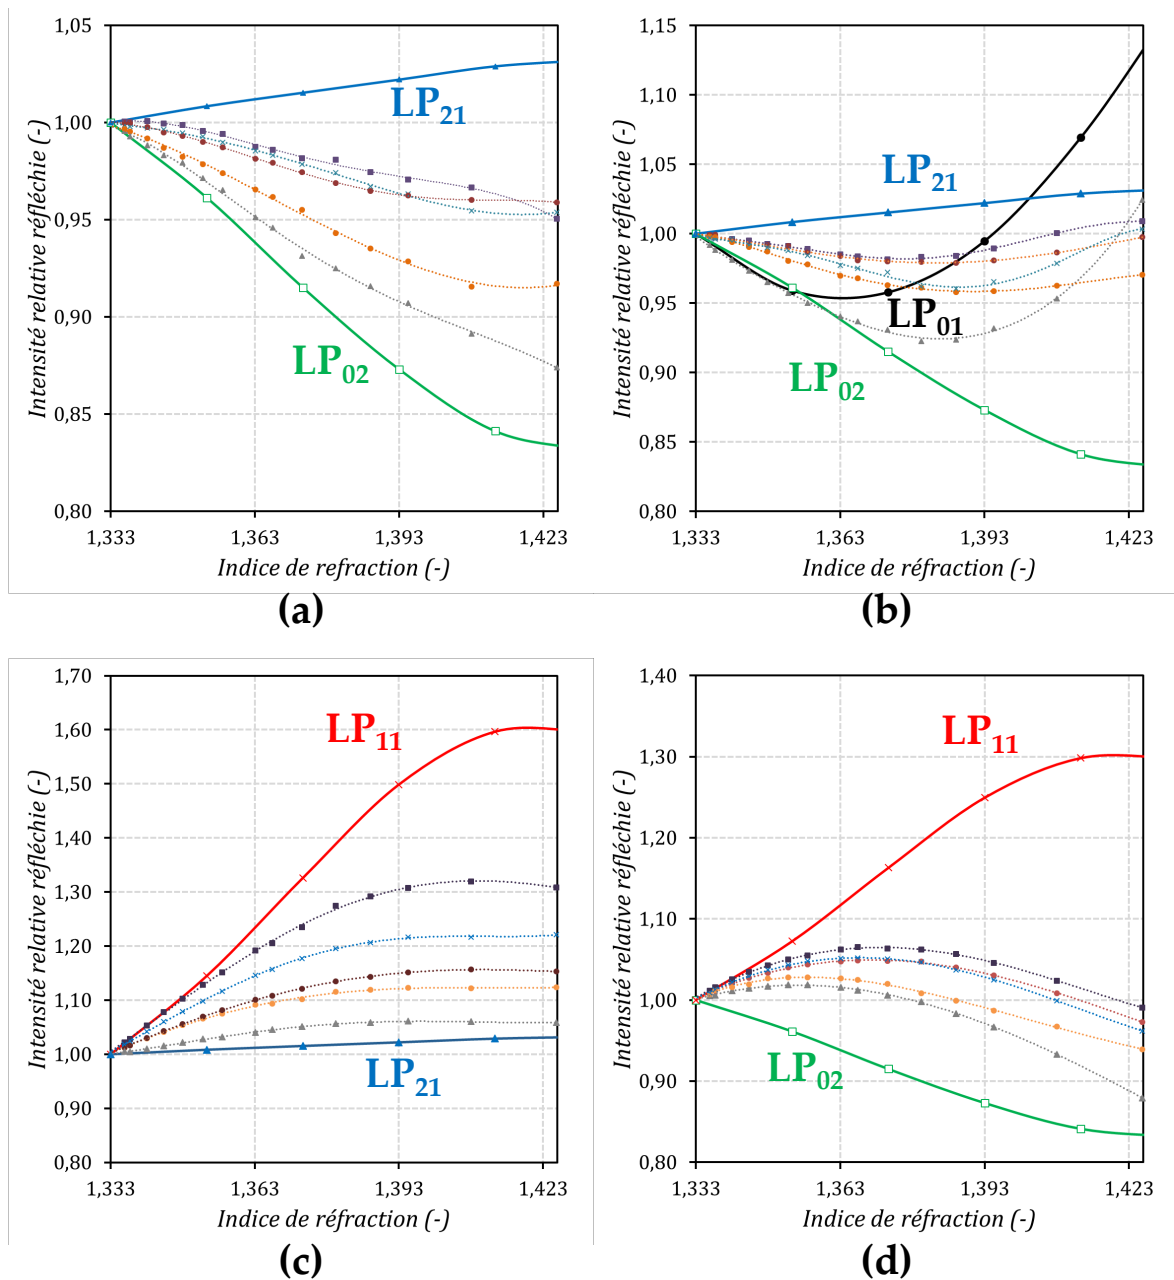 1,05
1,00
0,95
0,90
0,85
0,80
Intensité relative réfléchie (-)
LP21
LP02
1,333
1,363
1,393
1,423
Indice de refraction (-)
(a)
1,15
1,10
1,05
1,00
0,95
0,90
0,85
0,80
Intensité relative réfléchie (-)
LP21
LP01
LP02
1,333
1,363
1,393
1,423
Indice de réfraction (-)
(b)
1,70
1,60
1,50
1,40
1,30
1,20
1,10
1,00
0,90
0,80
Intensité relative réfléchie (-)
LP11
LP21
1,333
1,363
1,393
1,423
Indice de réfraction (-)
(c)
1,40
1,30
1,20
1,10
1,00
0,90
0,80
Intensité relative réfléchie (-)
LP11
LP02
1,333
1,363
1,393
1,423
Indice de réfraction (-)
(d)